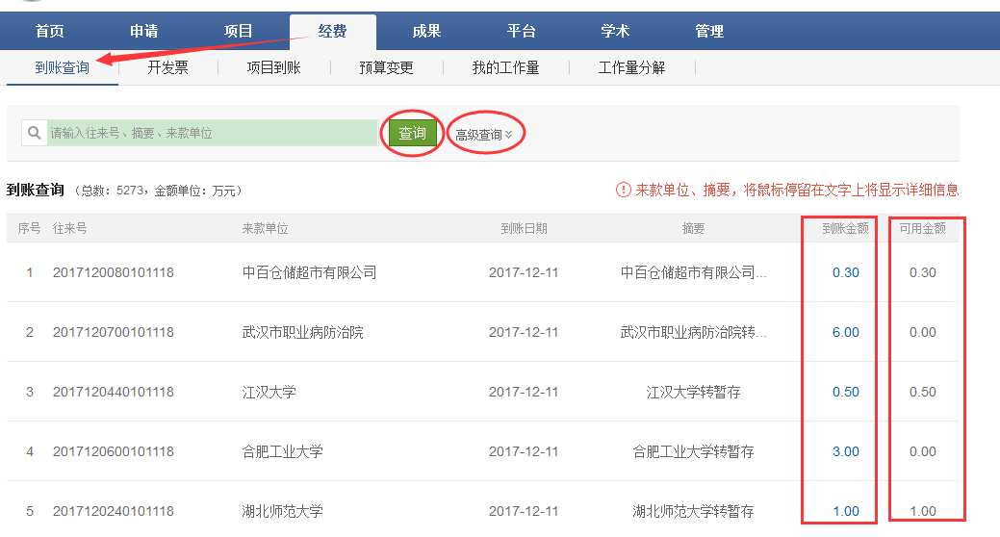 首页 申请 项目 经费 成果 平台 学术 管理
到账查询 开发票 项目到账 预算变更 我的工作量 工作量分解
请输入往来号、摘要、来款单位 查询 高级查询
到账查询 (总数: 5273, 金额单位: 万元) 来款单位、摘要，将鼠标停留在文字上将显示详细信息
序号 往来号 来款单位 到账日期 摘要 到账金额 可用金额
1 2017120080101118 中百仓储超市有限公司 2017-12-11 中百仓储超市有限公司... 0.30 0.30
2 2017120700101118 武汉市职业病防治院 2017-12-11 武汉市职业病防治院转... 6.00 0.00
3 2017120440101118 江汉大学 2017-12-11 江汉大学转暂存 0.50 0.50
4 2017120600101118 合肥工业大学 2017-12-11 合肥工业大学转暂存 3.00 0.00
5 2017120240101118 湖北师范大学 2017-12-11 湖北师范大学转暂存 1.00 1.00